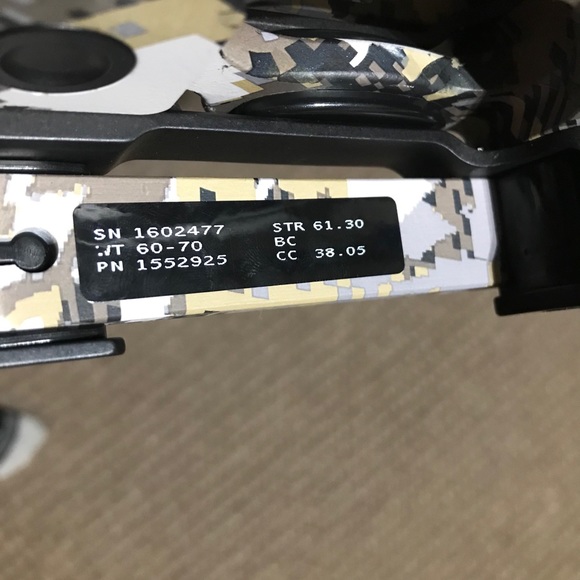 SN 1602477
WT 60-70
PN 1552925
STR 61.30
BC
CC 38.05